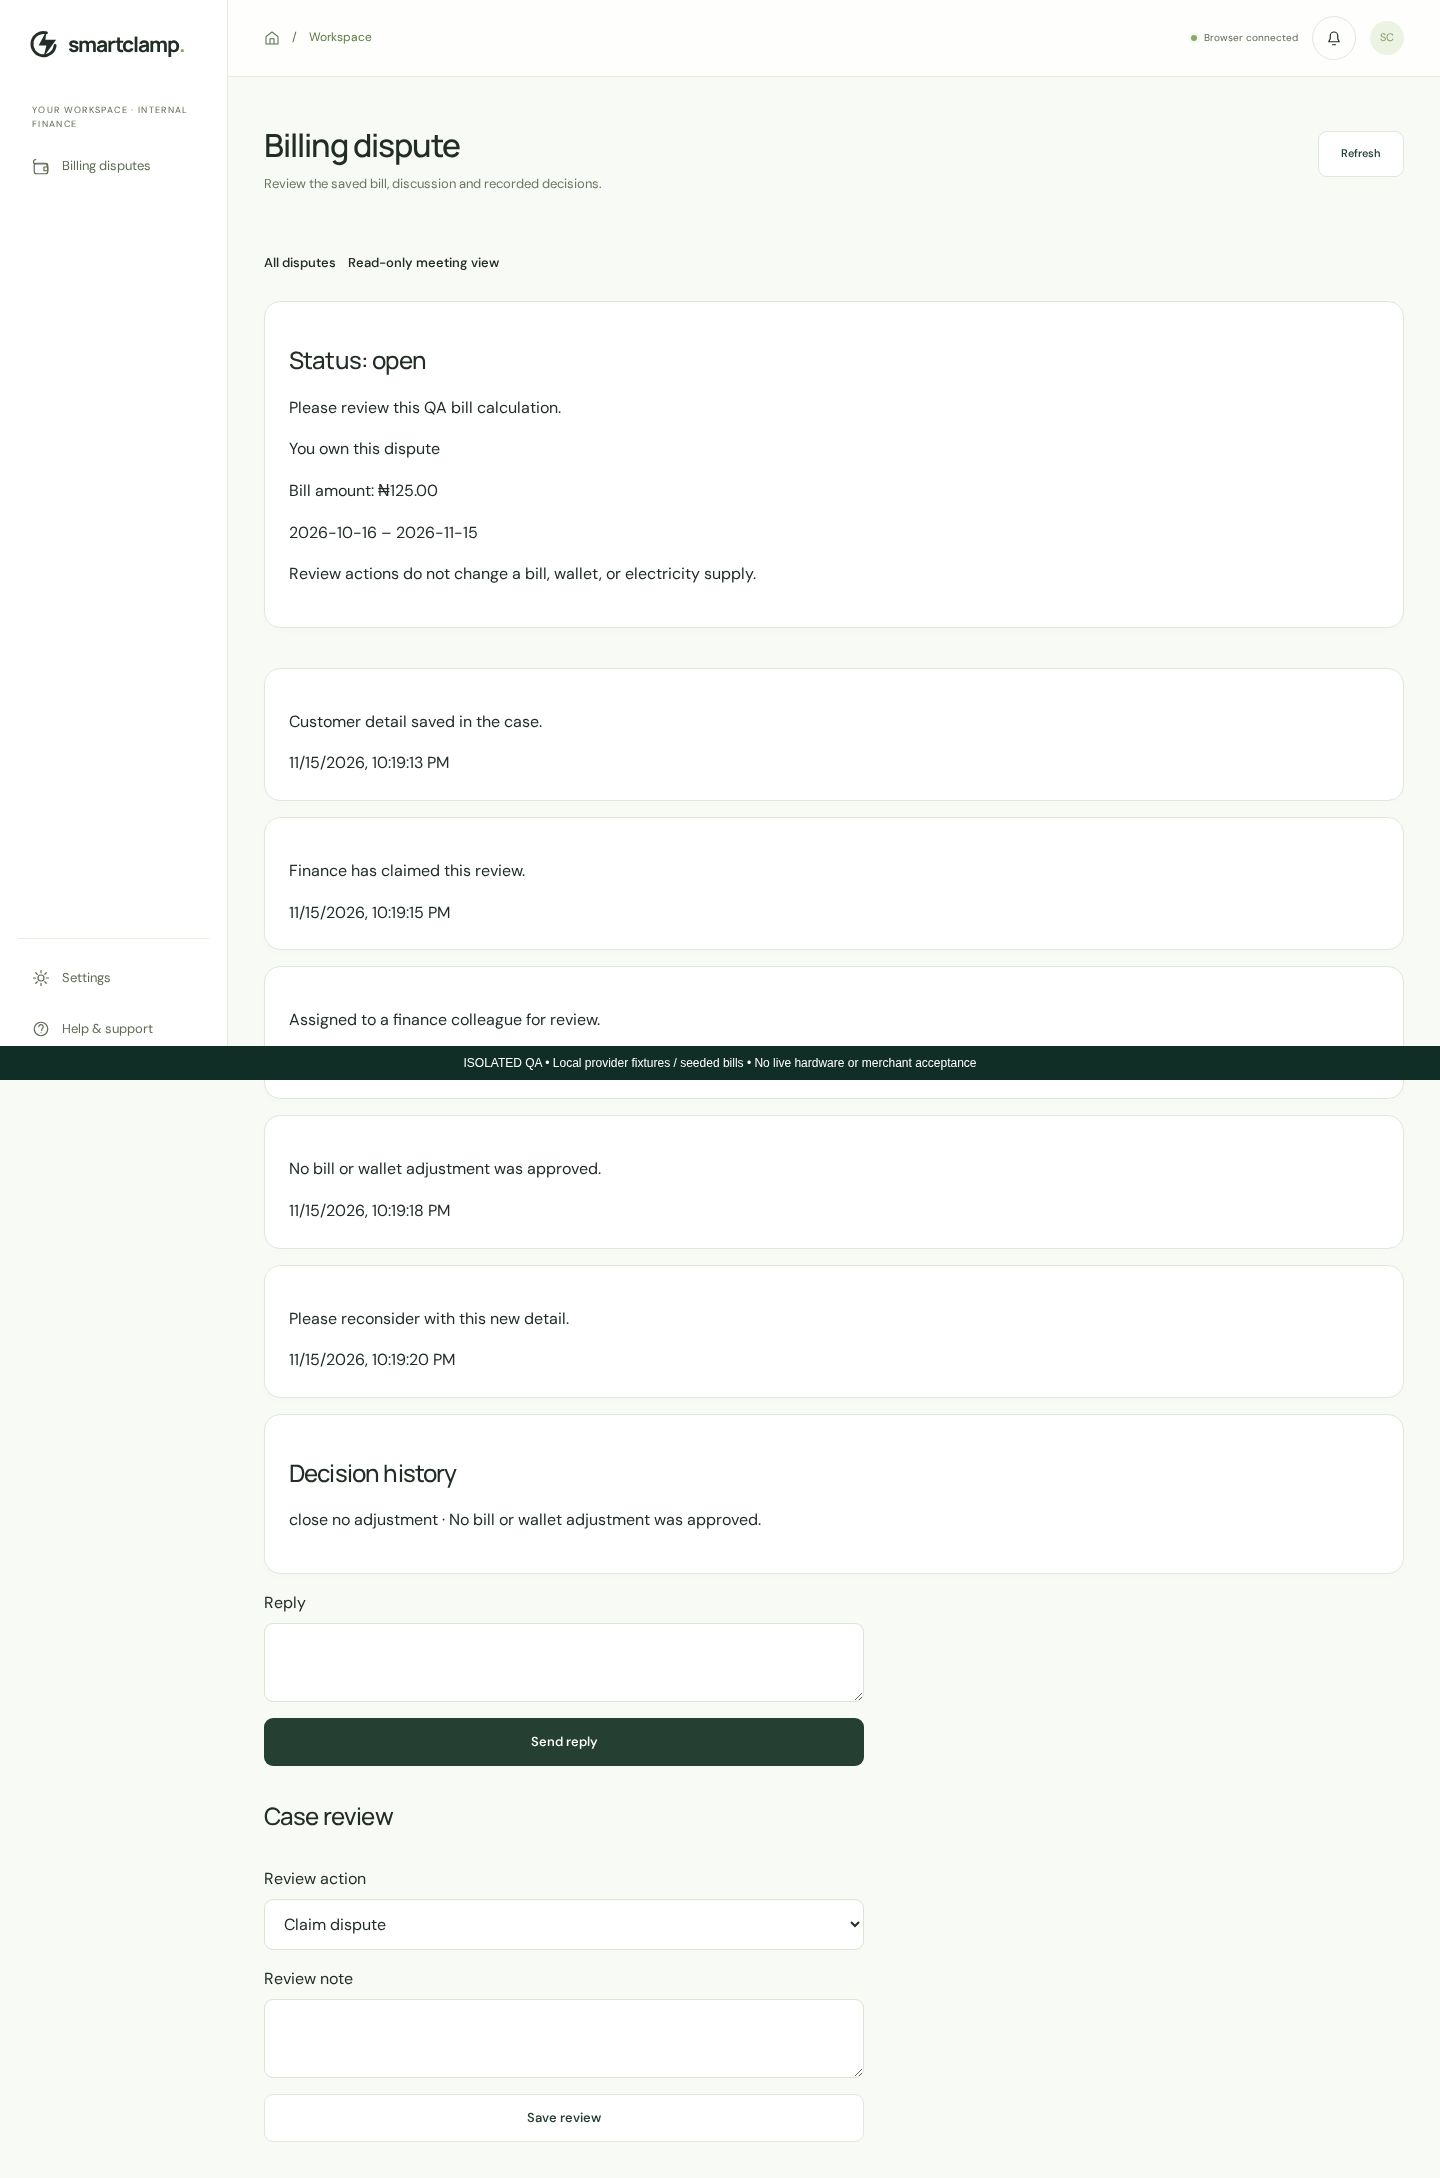 smartclamp.
/ Workspace
Browser connected
SC
YOUR WORKSPACE · INTERNAL
FINANCE
Billing disputes
Billing dispute
Refresh
Review the saved bill, discussion and recorded decisions.
All disputes Read-only meeting view
Status: open
Please review this QA bill calculation.
You own this dispute
Bill amount: ₦125.00
2026-10-16 – 2026-11-15
Review actions do not change a bill, wallet, or electricity supply.
Customer detail saved in the case.
11/15/2026, 10:19:13 PM
Finance has claimed this review.
11/15/2026, 10:19:15 PM
Settings
Assigned to a finance colleague for review.
Help & support
ISOLATED QA • Local provider fixtures / seeded bills • No live hardware or merchant acceptance
No bill or wallet adjustment was approved.
11/15/2026, 10:19:18 PM
Please reconsider with this new detail.
11/15/2026, 10:19:20 PM
Decision history
close no adjustment · No bill or wallet adjustment was approved.
Reply
Send reply
Case review
Review action
Claim dispute
Review note
Save review